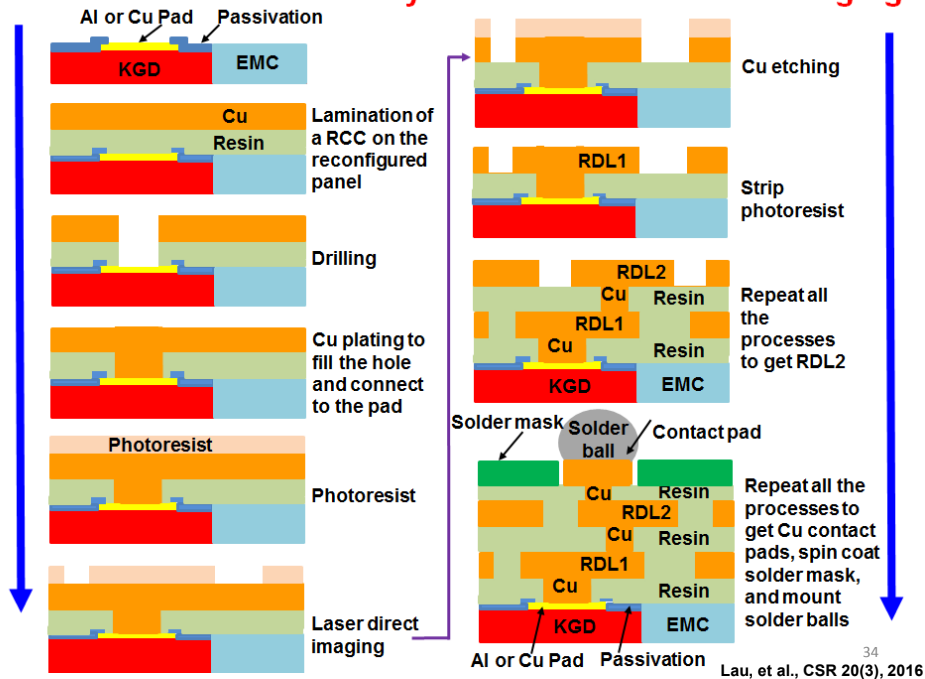 Al or Cu Pad
Passivation
KGD
EMC
Cu
Resin
Lamination of
a RCC on the
reconfigured
panel
Drilling
Cu plating to
fill the hole
and connect
to the pad
Photoresist
Photoresist
Laser direct
imaging
Cu etching
RDL1
Strip
photoresist
RDL2
Cu
Resin
RDL1
Cu
Resin
KGD
EMC
Repeat all
the
processes
to get RDL2
Solder mask
Solder
ball
Contact pad
Cu
Resin
RDL2
Cu
Resin
RDL1
Cu
Resin
KGD
EMC
Al or Cu Pad
Passivation
Repeat all the
processes to
get Cu contact
pads, spin coat
solder mask,
and mount
solder balls
34
Lau, et al., CSR 20(3), 2016